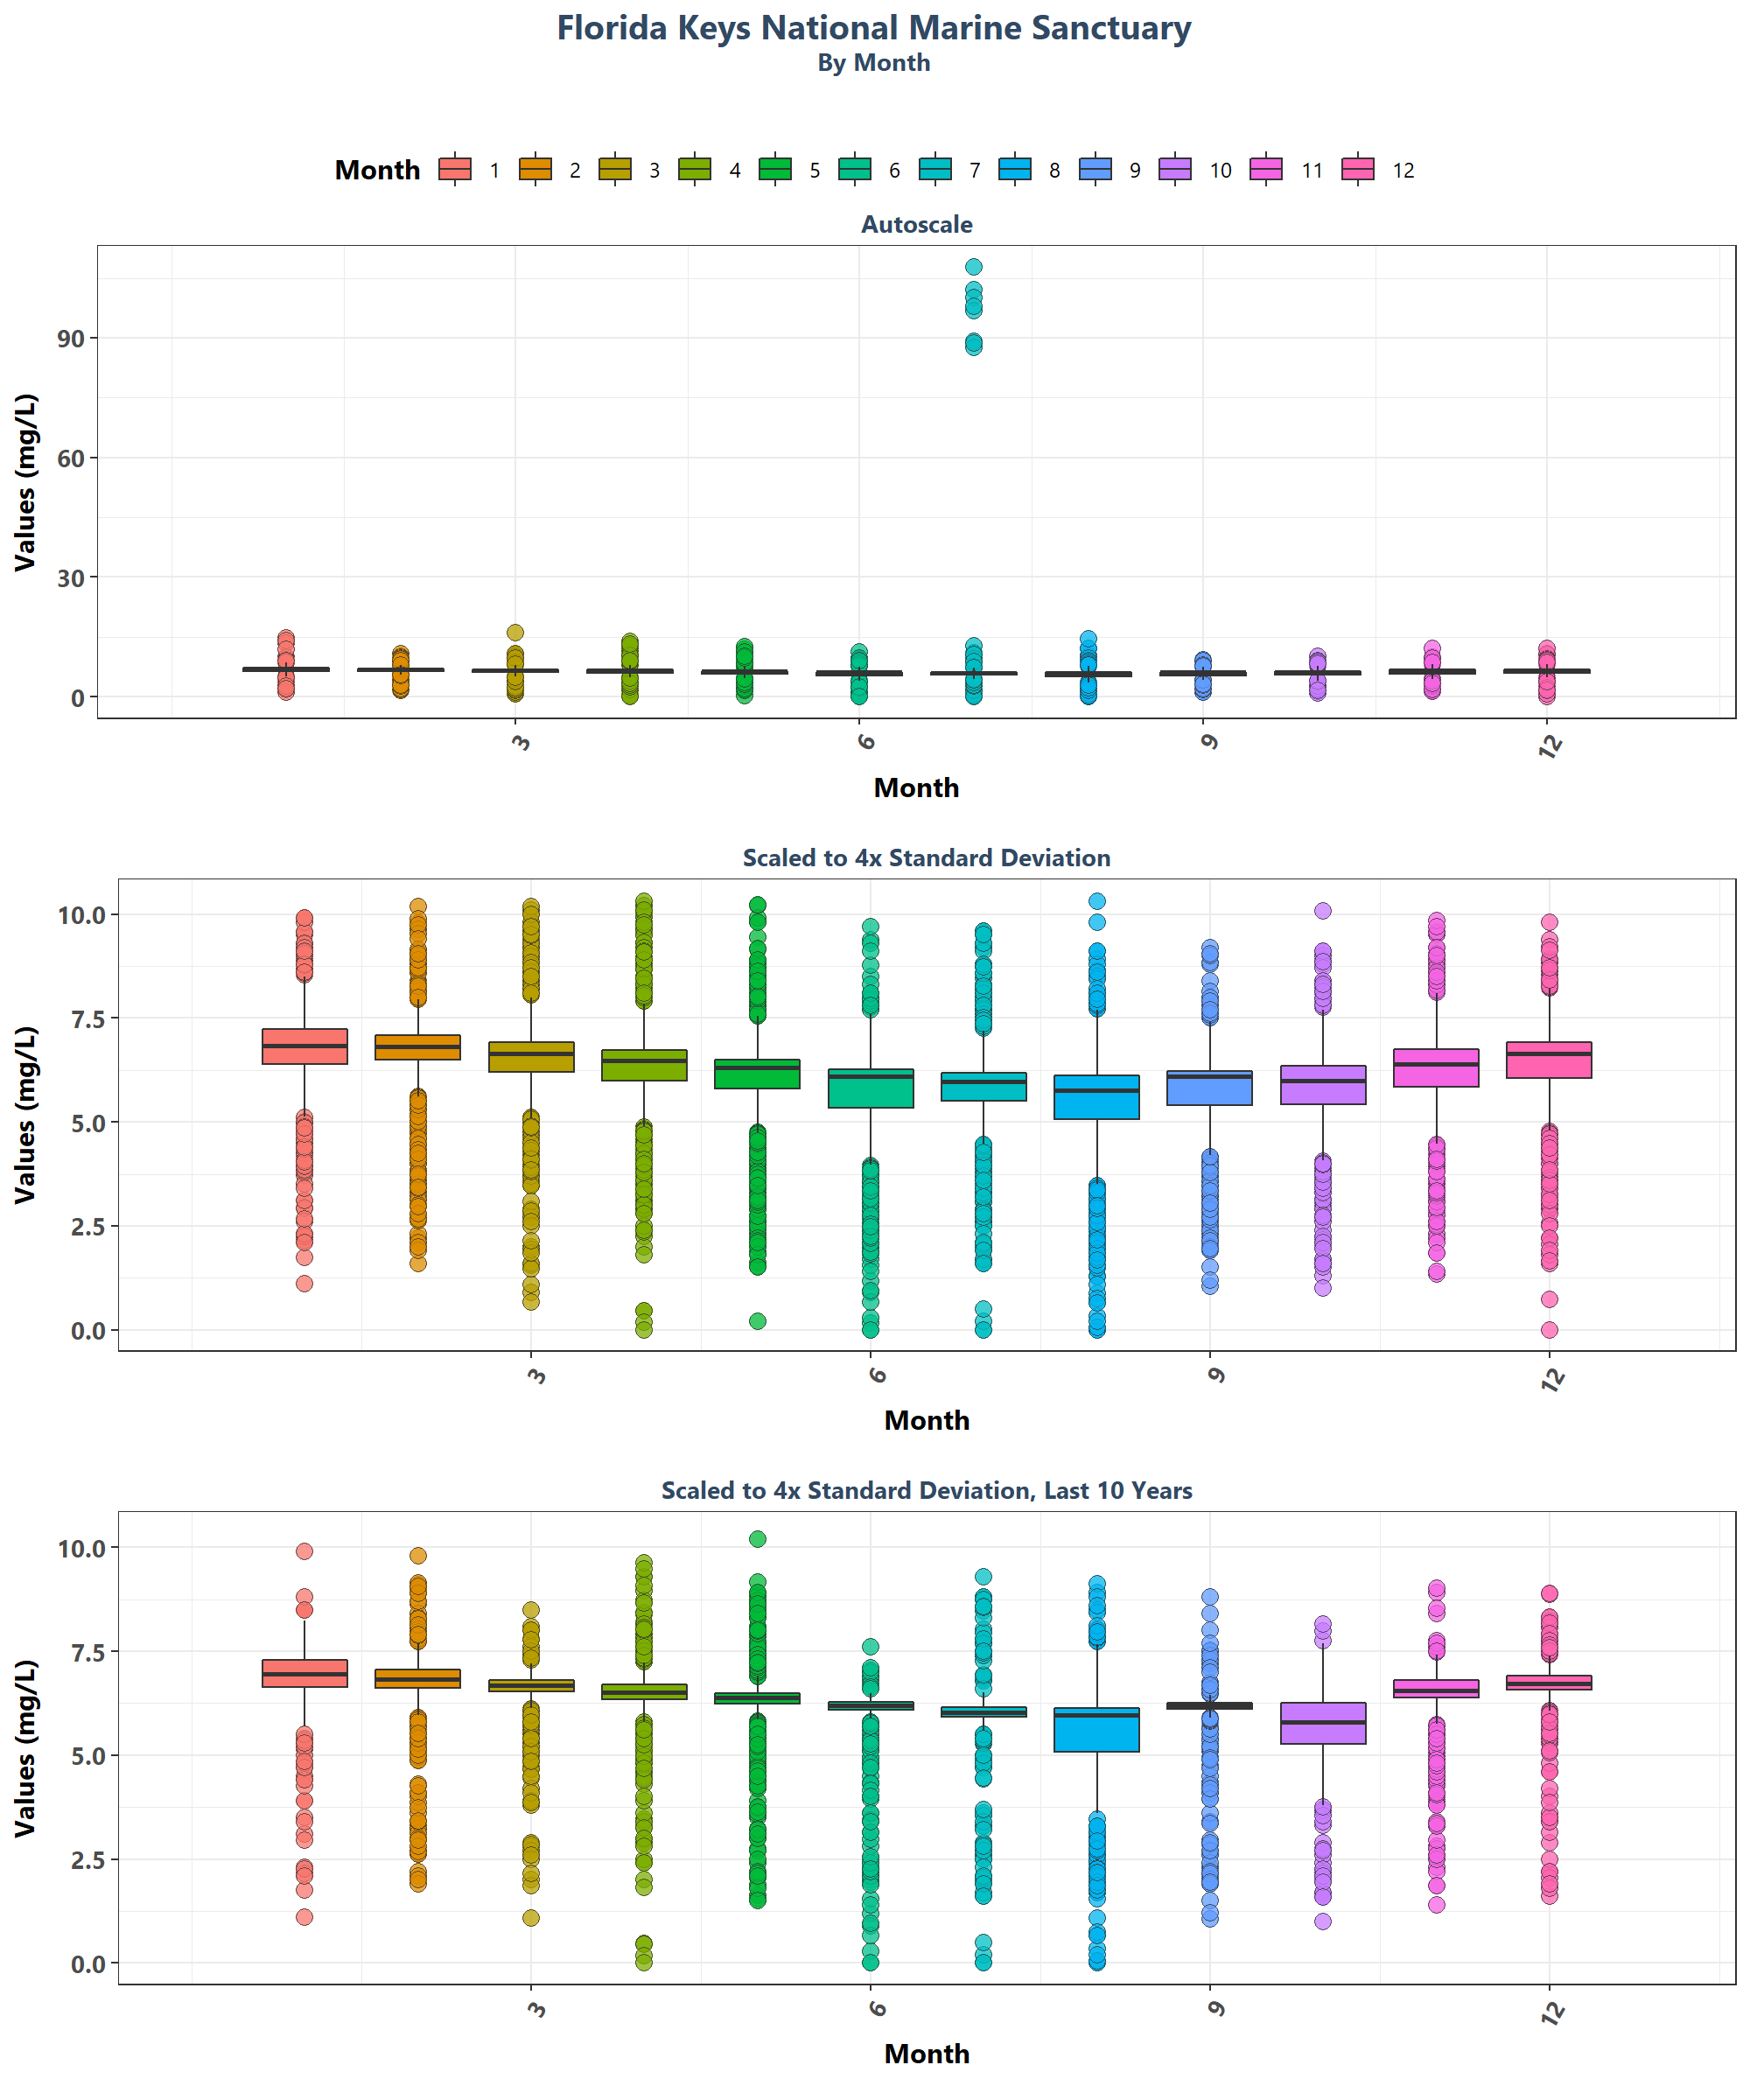 Florida Keys National Marine Sanctuary
By Month
Month 1 2 3 4 5 6 7 8 9 10 11 12
Autoscale
Values (mg/L)
90
60
30
0
3 6 9 12
Month
Scaled to 4x Standard Deviation
Values (mg/L)
10.0
7.5
5.0
2.5
0.0
3 6 9 12
Month
Scaled to 4x Standard Deviation, Last 10 Years
Values (mg/L)
10.0
7.5
5.0
2.5
0.0
3 6 9 12
Month